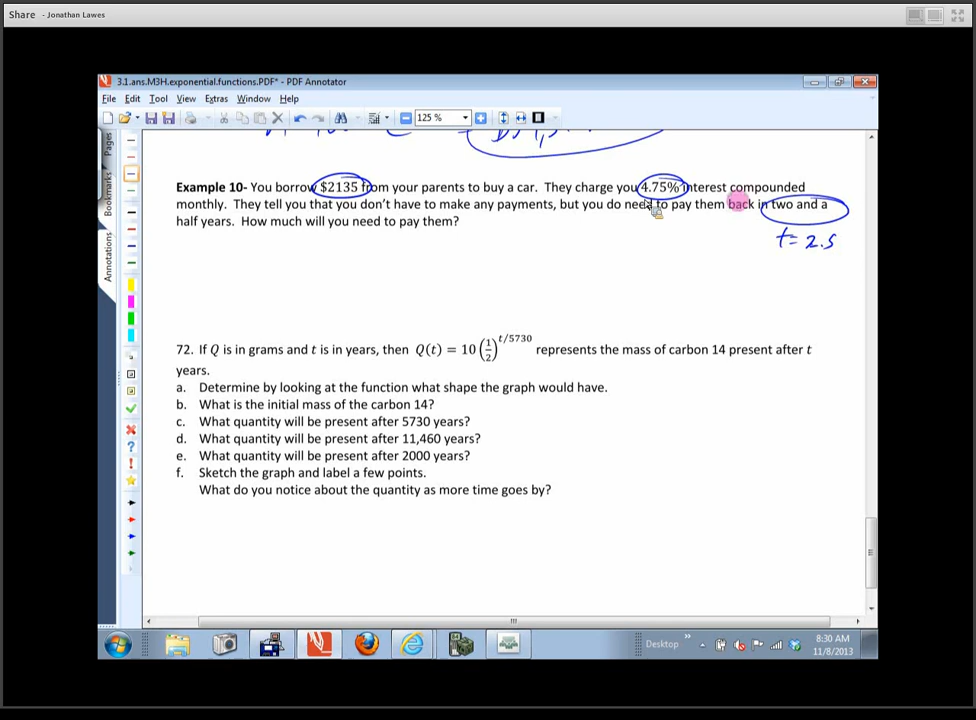 Share - Jonathan Lawes
3.1.ans.M3H.exponential.functions.PDF* - PDF Annotator
File Edit Tool View Extras Window Help
125 %
Pages
Bookmarks
Annotations
Example 10- You borrow $2135 from your parents to buy a car. They charge you 4.75% interest compounded
monthly. They tell you that you don't have to make any payments, but you do need to pay them back in two and a
half years. How much will you need to pay them?
t = 2.5
72. If Q is in grams and t is in years, then Q(t) = 10 (1/2)^t/5730 represents the mass of carbon 14 present after t
years.
a. Determine by looking at the function what shape the graph would have.
b. What is the initial mass of the carbon 14?
c. What quantity will be present after 5730 years?
d. What quantity will be present after 11,460 years?
e. What quantity will be present after 2000 years?
f. Sketch the graph and label a few points.
What do you notice about the quantity as more time goes by?
Desktop
8:30 AM
11/8/2013